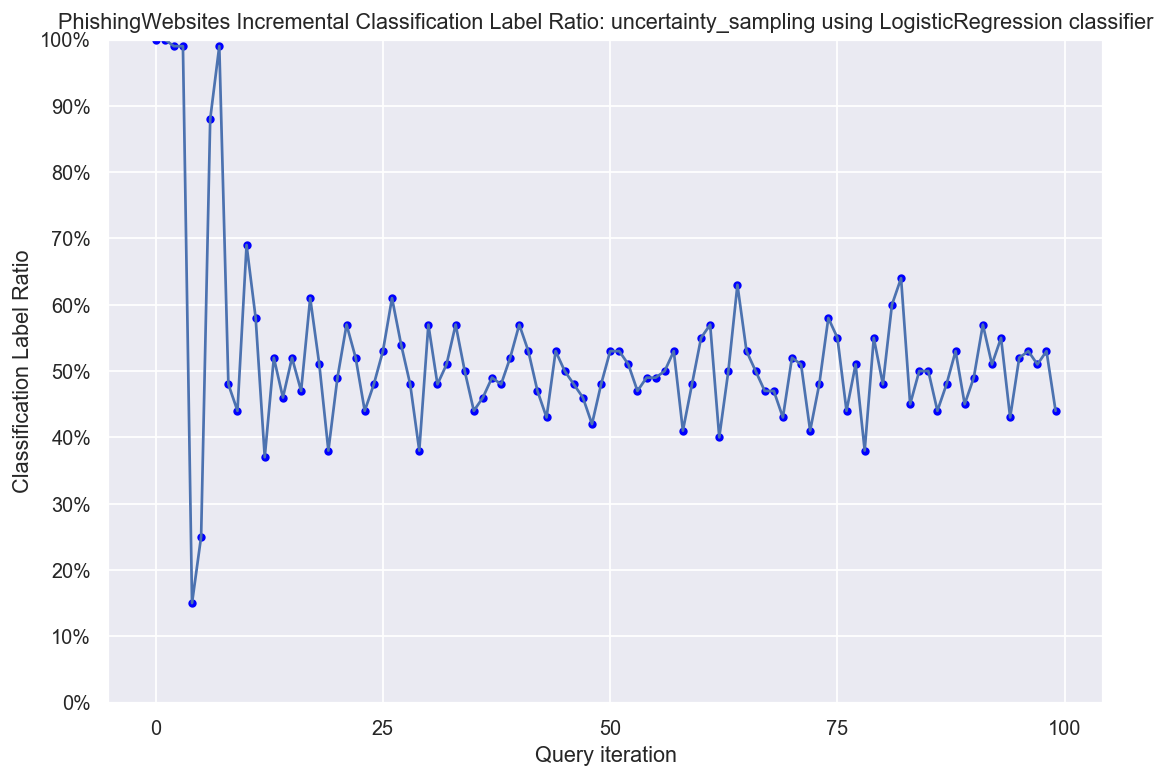 PhishingWebsites Incremental Classification Label Ratio: uncertainty_sampling using LogisticRegression classifier
100%
90%
80%
70%
60%
50%
40%
30%
20%
10%
0%
Classification Label Ratio
0 25 50 75 100
Query iteration